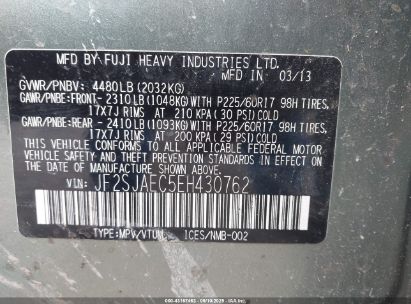 MFD BY FUJI HEAVY INDUSTRIES LTD.
MFD IN 03/13
GVWR/PNBV: 4480LB (2032KG)
GAWR/PNBE:FRONT-2310LB(1048KG)WITH P225/60R17 98H TIRES,
17X7J RIMS AT 210 KPA(30 PSI)COLD
GAWR/PNBE:REAR -2410LB(1093KG)WITH P225/60R17 98H TIRES,
17X7J RIMS AT 200 KPA(29 PSI)COLD
THIS VEHICLE CONFORMS TO ALL APPLICABLE FEDERAL
MOTOR VEHICLE SAFETY, BUMPER, AND THEFT
PREVENTION STANDARDS IN EFFECT ON THE
DATE OF MANUFACTURE SHOWN ABOVE.
VIN: JF2SJAEC5EH430762
TYPE:MPV/VTUM ICES/NMB-002